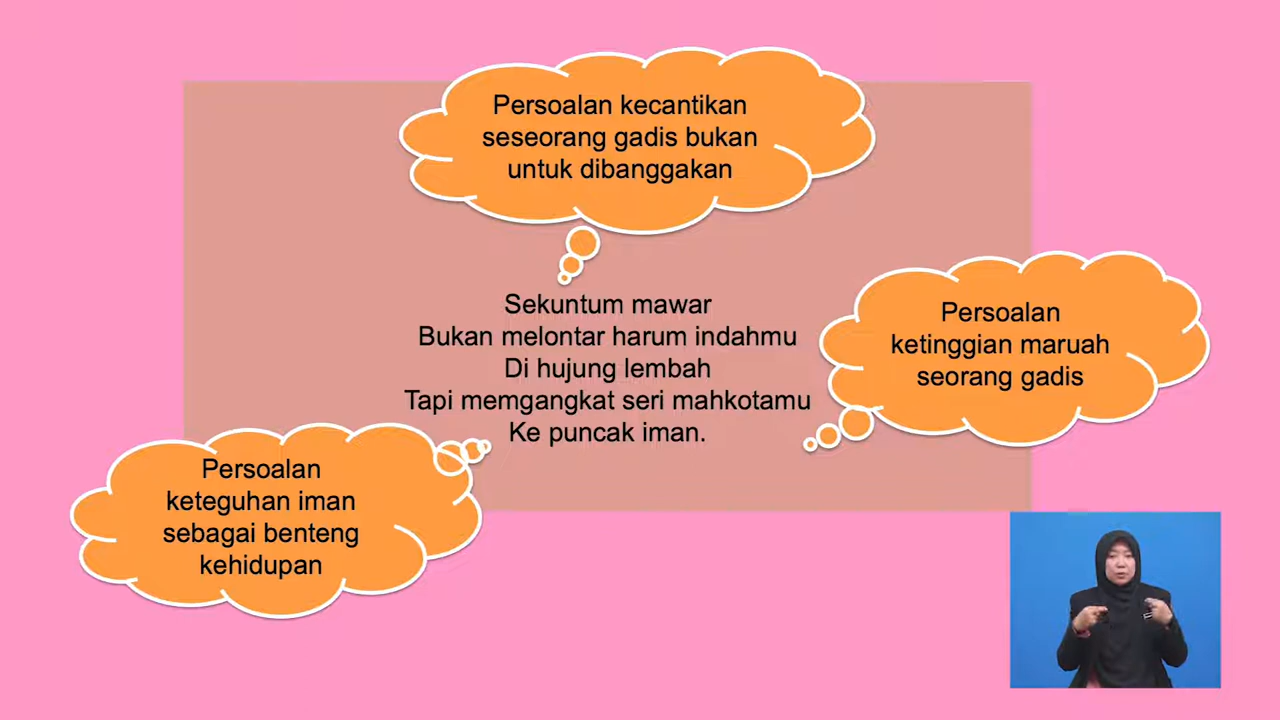 Persoalan kecantikan
seseorang gadis bukan
untuk dibanggakan
Sekuntum mawar
Bukan melontar harum indahmu
Di hujung lembah
Tapi memgangkat seri mahkotamu
Ke puncak iman.
Persoalan
ketinggian maruah
seorang gadis
Persoalan
keteguhan iman
sebagai benteng
kehidupan